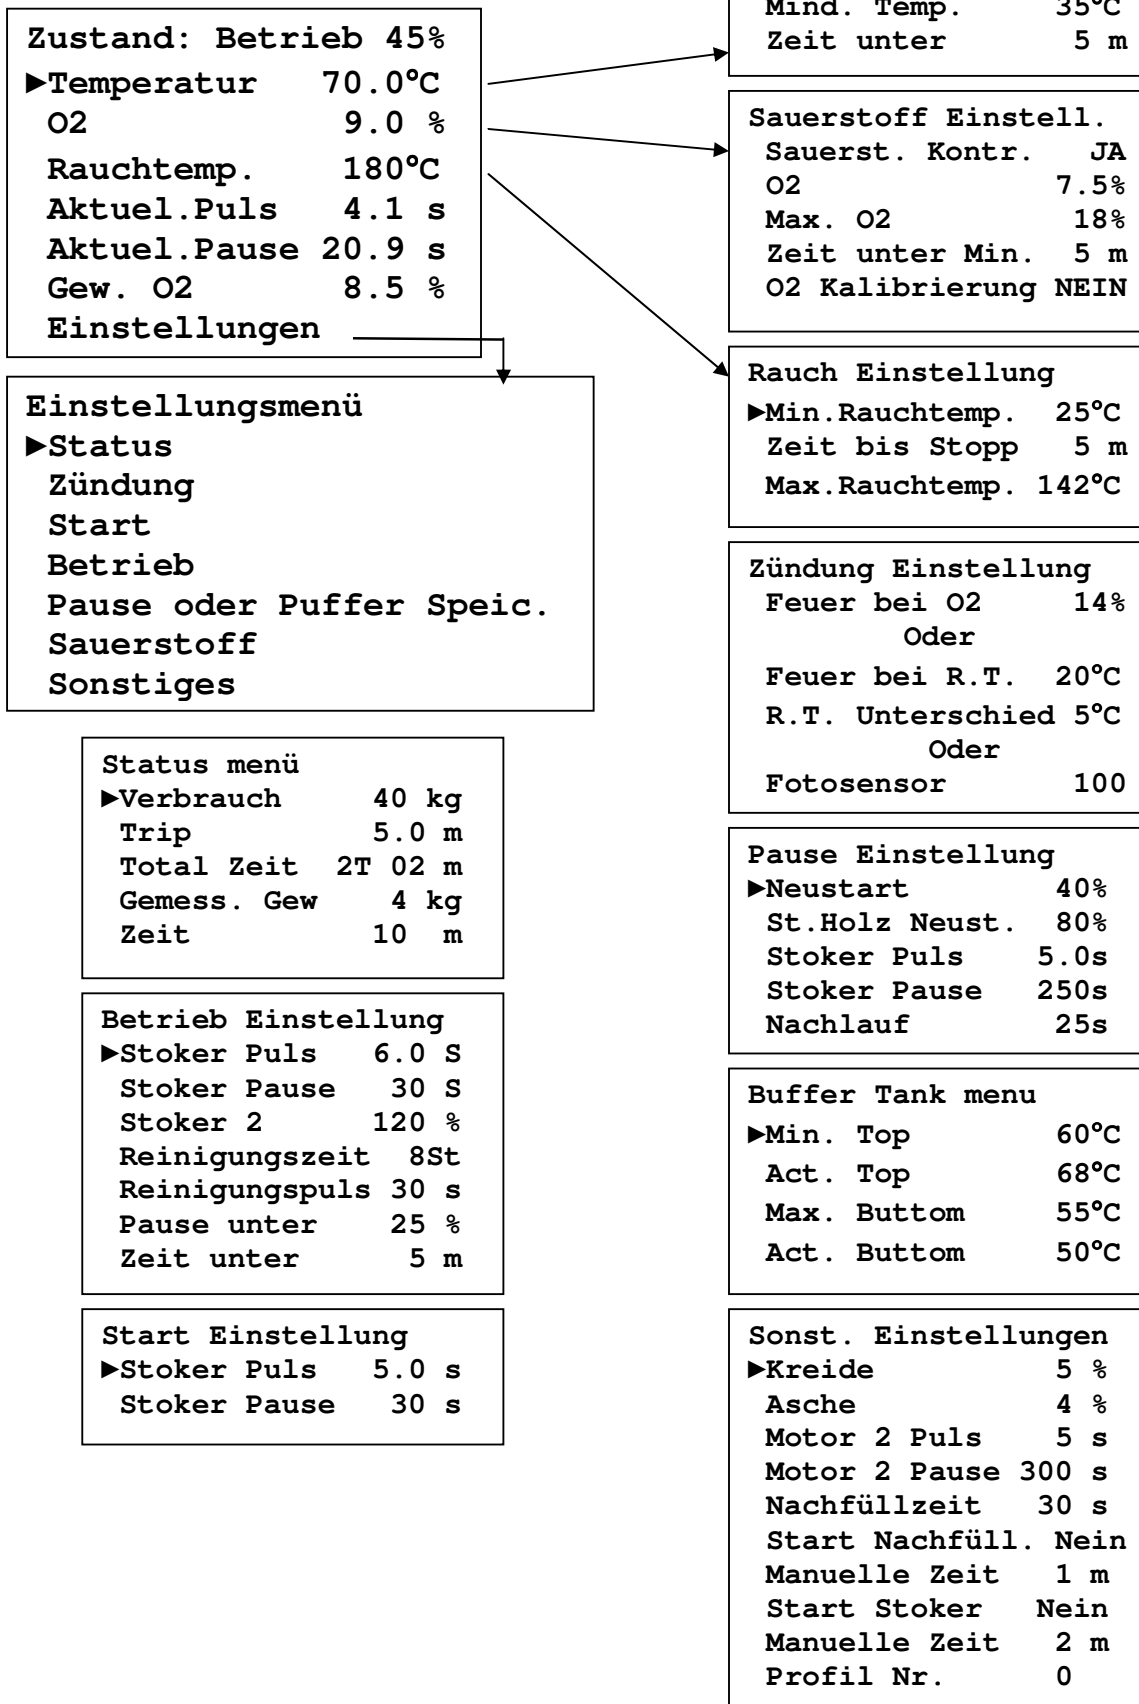 Zustand: Betrieb 45%
►Temperatur 70.0°C
O2 9.0 %
Rauchtemp. 180°C
Aktuel.Puls 4.1 s
Aktuel.Pause 20.9 s
Gew. O2 8.5 %
Einstellungen
Einstellungsmenü
►Status
Zündung
Start
Betrieb
Pause oder Puffer Speic.
Sauerstoff
Sonstiges
Status menü
►Verbrauch 40 kg
Trip 5.0 m
Total Zeit 2T 02 m
Gemess. Gew 4 kg
Zeit 10 m
Betrieb Einstellung
►Stoker Puls 6.0 S
Stoker Pause 30 S
Stoker 2 120 %
Reinigungszeit 8St
Reinigungspuls 30 s
Pause unter 25 %
Zeit unter 5 m
Start Einstellung
►Stoker Puls 5.0 s
Stoker Pause 30 s
Mind. Temp. 35°C
Zeit unter 5 m
Sauerstoff Einstell.
Sauerst. Kontr. JA
O2 7.5%
Max. O2 18%
Zeit unter Min. 5 m
O2 Kalibrierung NEIN
Rauch Einstellung
►Min.Rauchtemp. 25°C
Zeit bis Stopp 5 m
Max.Rauchtemp. 142°C
Zündung Einstellung
Feuer bei O2 14%
Oder
Feuer bei R.T. 20°C
R.T. Unterschied 5°C
Oder
Fotosensor 100
Pause Einstellung
►Neustart 40%
St.Holz Neust. 80%
Stoker Puls 5.0s
Stoker Pause 250s
Nachlauf 25s
Buffer Tank menu
►Min. Top 60°C
Act. Top 68°C
Max. Buttom 55°C
Act. Buttom 50°C
Sonst. Einstellungen
►Kreide 5 %
Asche 4 %
Motor 2 Puls 5 s
Motor 2 Pause 300 s
Nachfüllzeit 30 s
Start Nachfüll. Nein
Manuelle Zeit 1 m
Start Stoker Nein
Manuelle Zeit 2 m
Profil Nr. 0